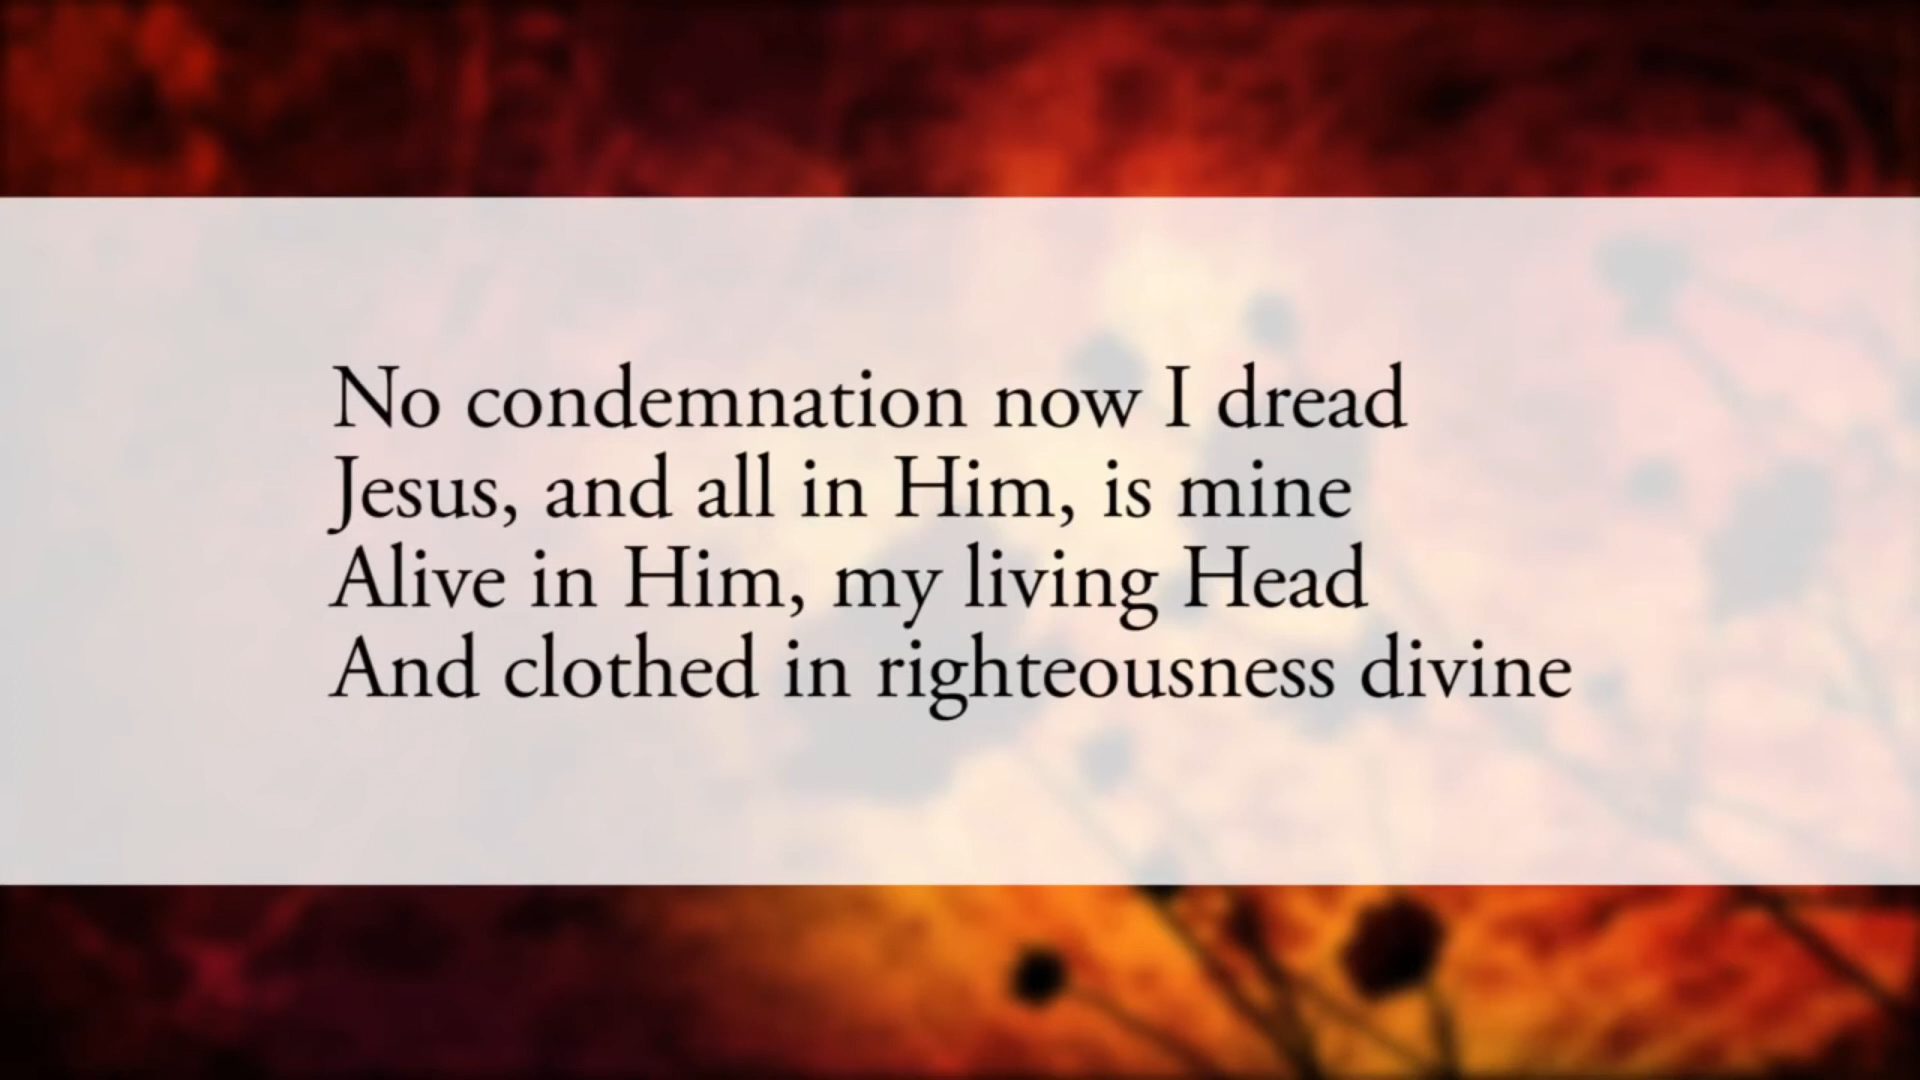 No condemnation now I dread
Jesus, and all in Him, is mine
Alive in Him, my living Head
And clothed in righteousness divine